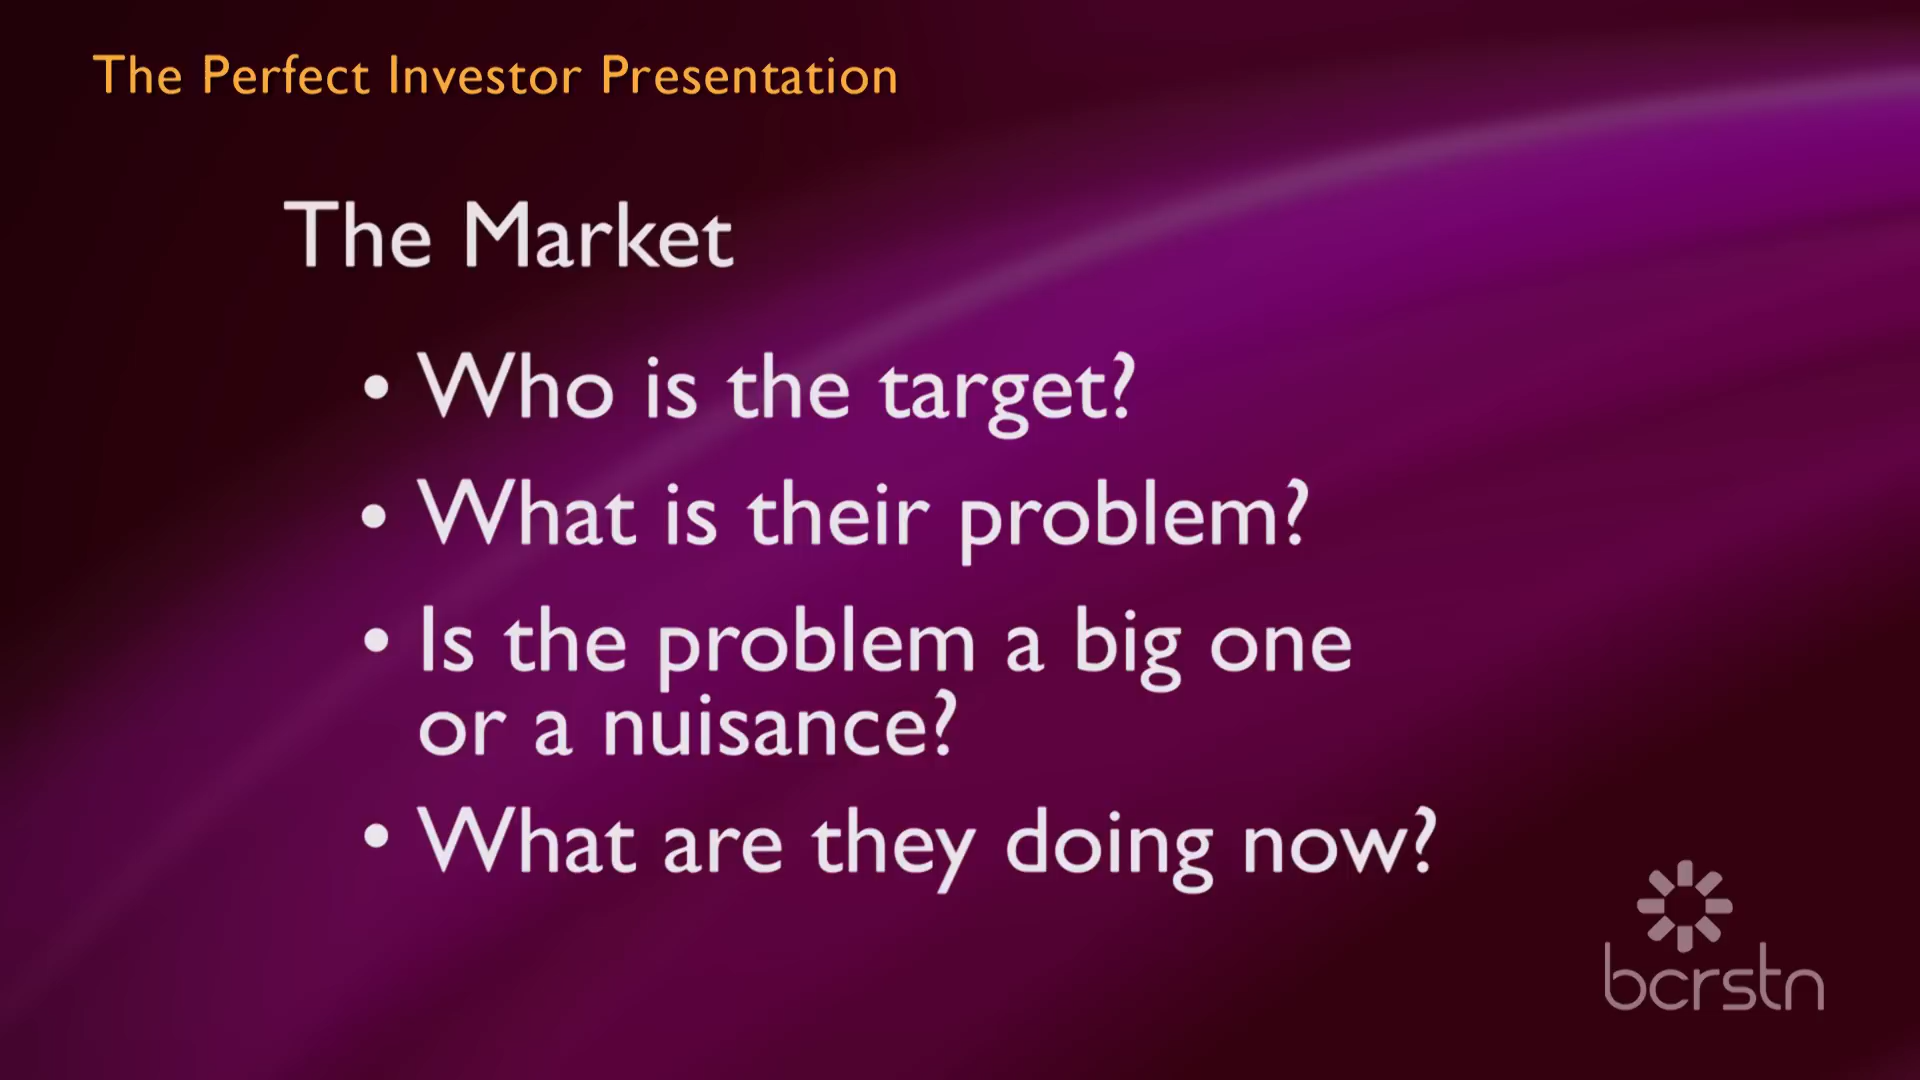 The Perfect Investor Presentation
The Market
• Who is the target?
• What is their problem?
• Is the problem a big one
or a nuisance?
• What are they doing now?
bcrstn